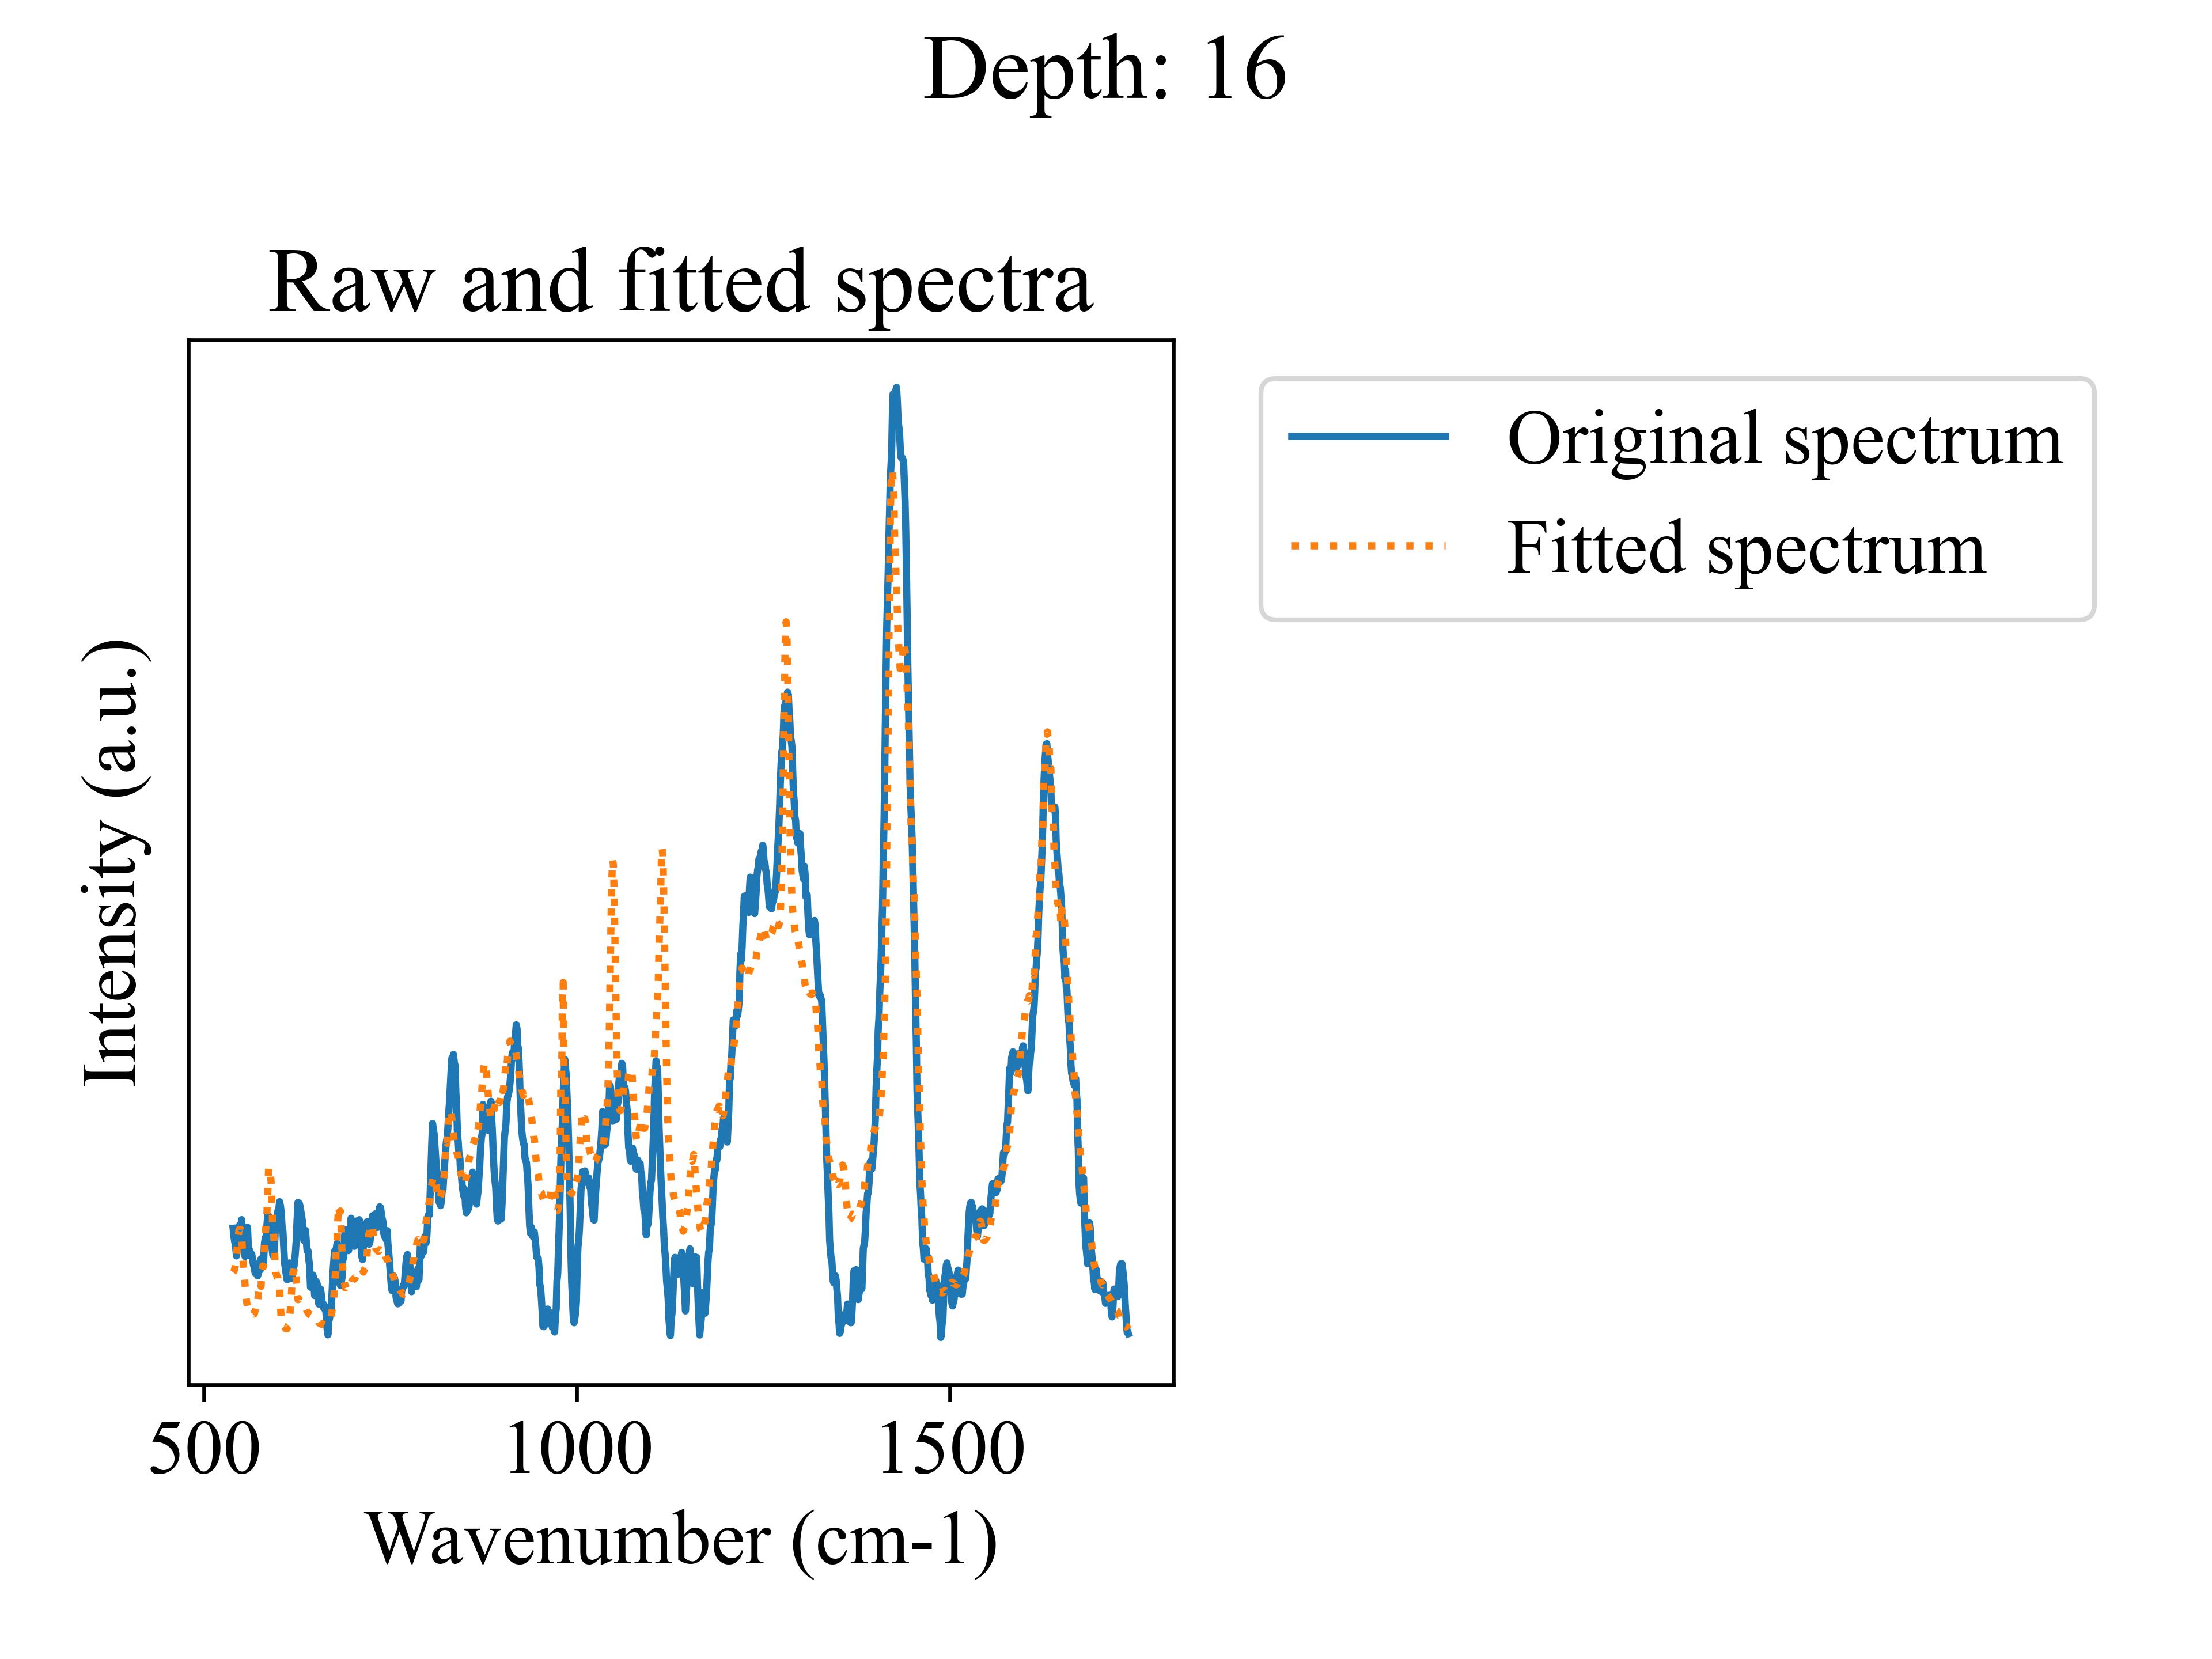 Depth: 16
Raw and fitted spectra
Original spectrum
Fitted spectrum
Intensity (a.u.)
500 1000 1500
Wavenumber (cm-1)